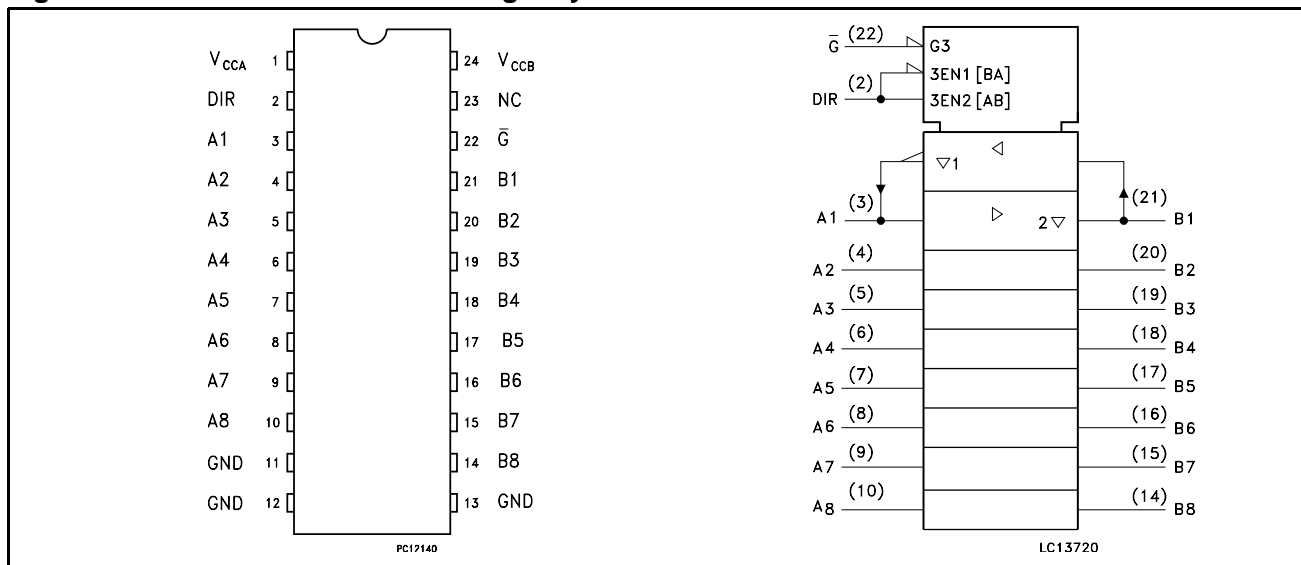 V_CCA 1 24 V_CCB
DIR 2 23 NC
A1 3 22 G̅
A2 4 21 B1
A3 5 20 B2
A4 6 19 B3
A5 7 18 B4
A6 8 17 B5
A7 9 16 B6
A8 10 15 B7
GND 11 14 B8
GND 12 13 GND
PC12140
G̅ (22) G3
3EN1 [BA]
DIR (2) 3EN2 [AB]
▽1 ◁
A1 (3) ▷ 2▽ (21) B1
A2 (4) (20) B2
A3 (5) (19) B3
A4 (6) (18) B4
A5 (7) (17) B5
A6 (8) (16) B6
A7 (9) (15) B7
A8 (10) (14) B8
LC13720